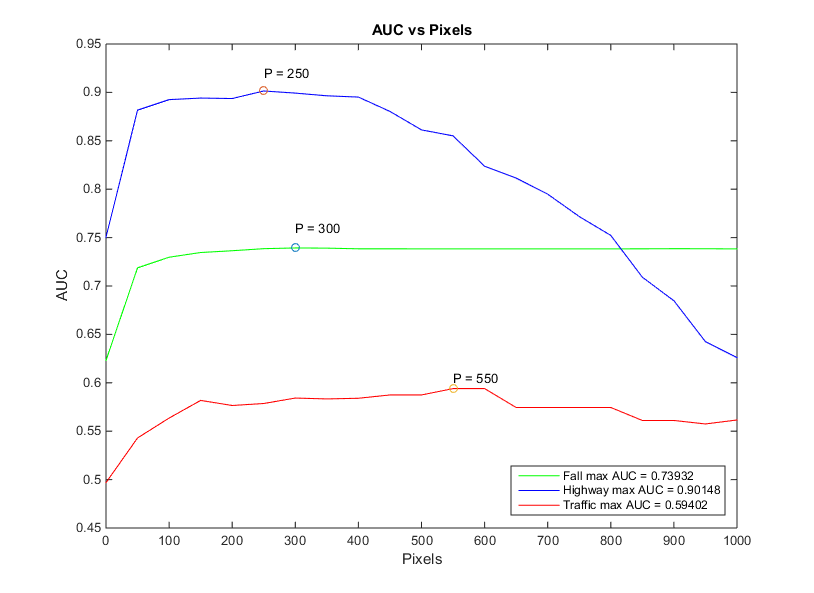 AUC vs Pixels
0.95
0.9
0.85
0.8
0.75
0.7
0.65
0.6
0.55
0.5
0.45
AUC
P = 250
P = 300
P = 550
Fall max AUC = 0.73932
Highway max AUC = 0.90148
Traffic max AUC = 0.59402
0 100 200 300 400 500 600 700 800 900 1000
Pixels